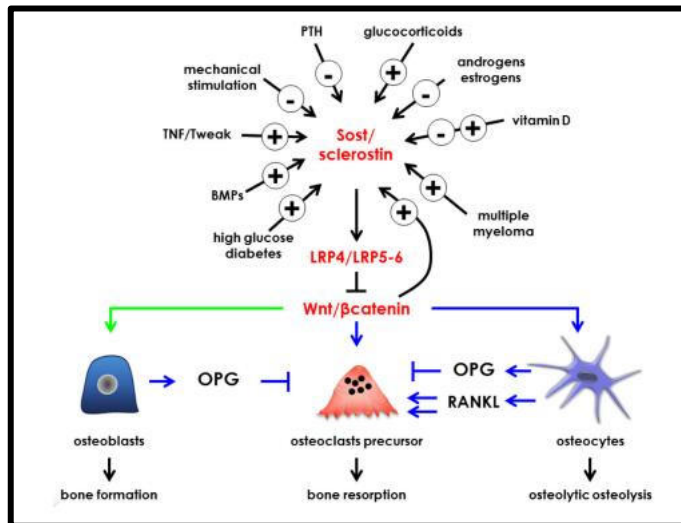 PTH
glucocorticoids
mechanical
stimulation
androgens
estrogens
-
+
-
-
TNF/Tweak
+
Sost/
sclerostin
-
+
vitamin D
BMPs
+
+
+
+
high glucose
diabetes
multiple
myeloma
LRP4/LRP5-6
Wnt/βcatenin
OPG
OPG
RANKL
osteoblasts
osteoclasts precursor
osteocytes
bone formation
bone resorption
osteolytic osteolysis